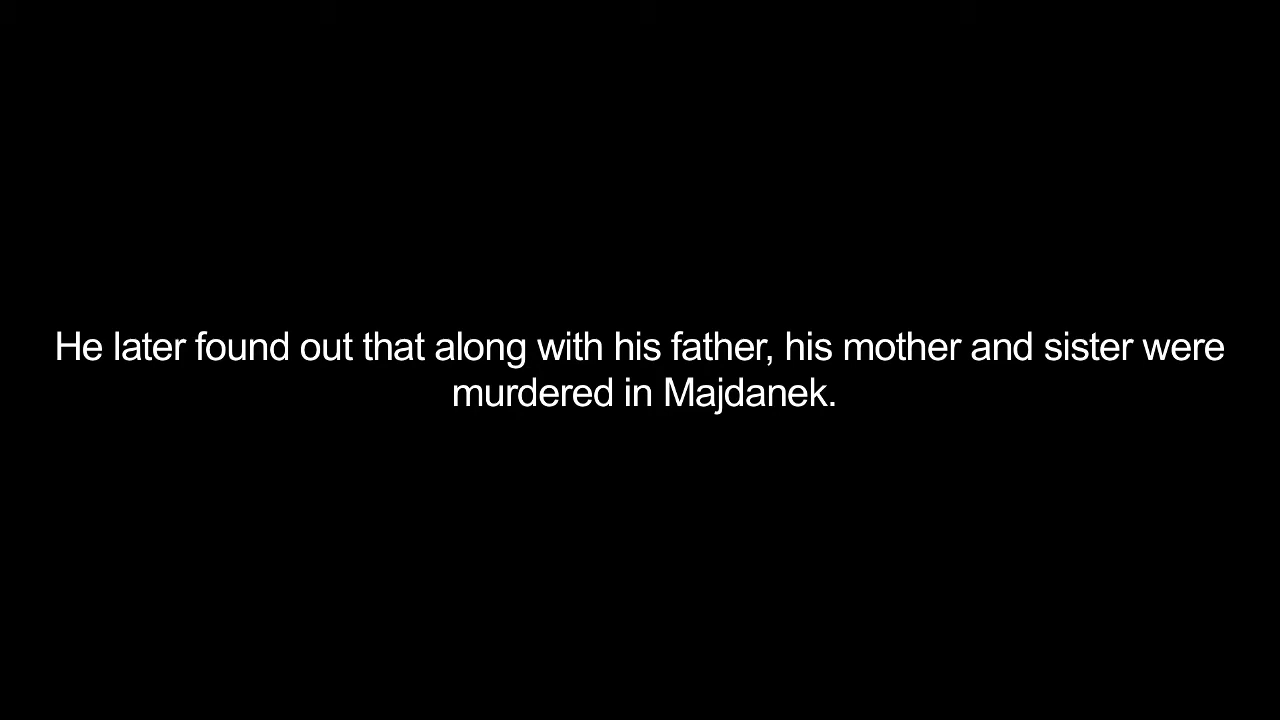 He later found out that along with his father, his mother and sister were
murdered in Majdanek.